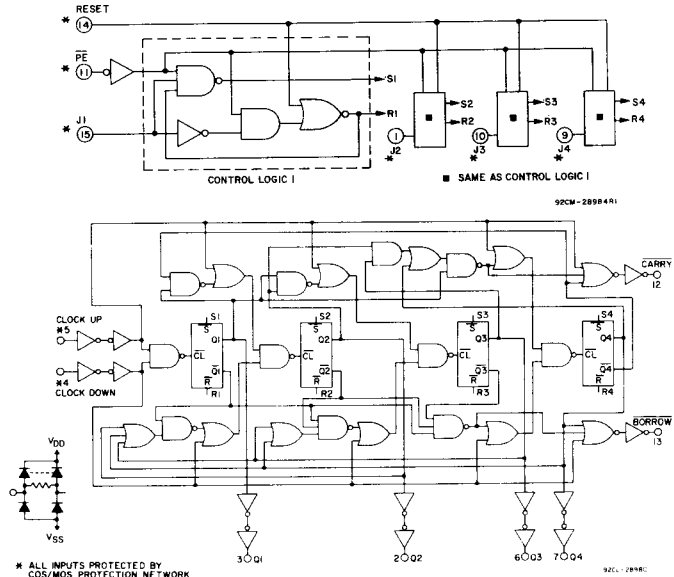 RESET
* 14
PE
* 11
J1
* 15
S1
R1
CONTROL LOGIC 1
S2
R2
1
J2
*
S3
R3
10
J3
*
S4
R4
9
J4
*
■ SAME AS CONTROL LOGIC 1
92CM-28984R1
CARRY
12
CLOCK UP
*5
*4
CLOCK DOWN
S1
S
Q1
CL
Q1
R
R1
S2
S
Q2
CL
Q2
R
R2
S3
S
Q3
CL
Q3
R
R3
S4
S
Q4
CL
Q4
R
R4
BORROW
13
VDD
VSS
3 Q1
2 Q2
6 Q3
7 Q4
* ALL INPUTS PROTECTED BY
COS/MOS PROTECTION NETWORK